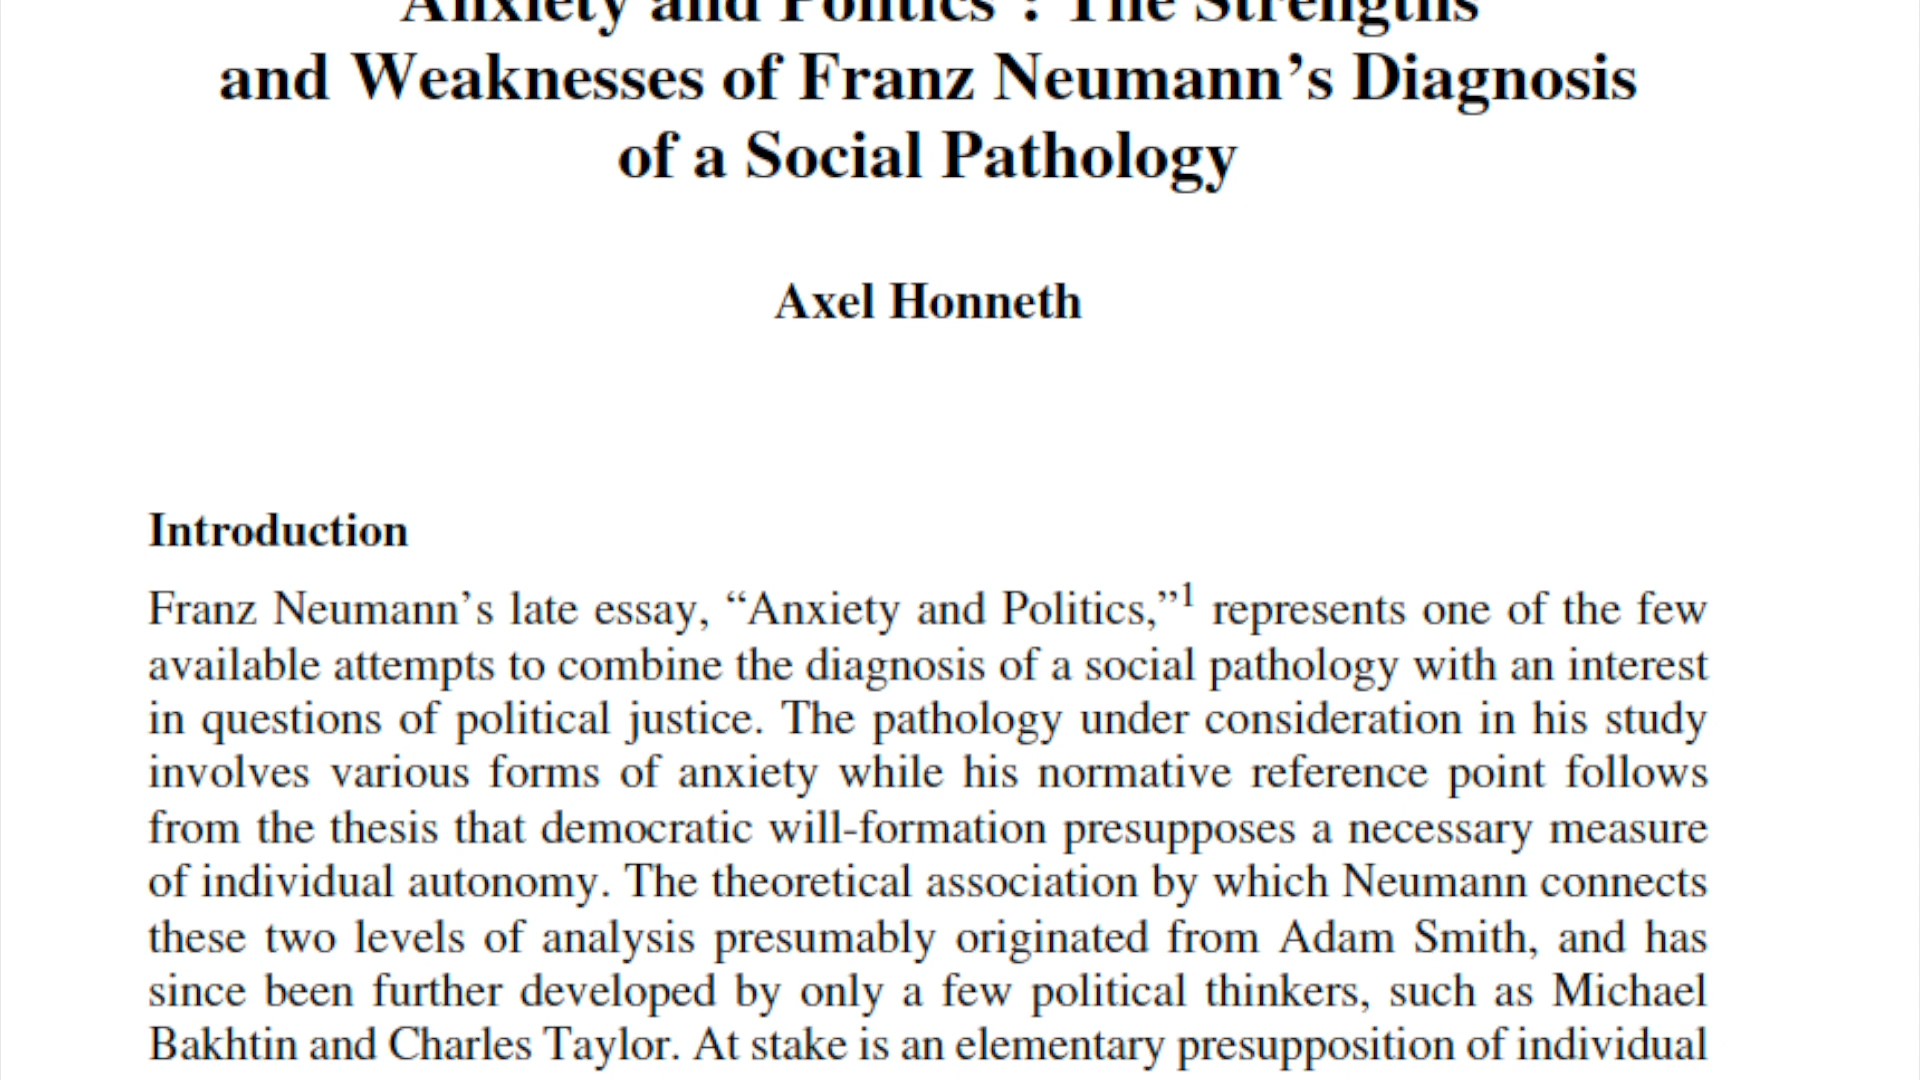 Anxiety and Politics”: The Strengths
and Weaknesses of Franz Neumann’s Diagnosis
of a Social Pathology
Axel Honneth
Introduction
Franz Neumann’s late essay, “Anxiety and Politics,”1 represents one of the few
available attempts to combine the diagnosis of a social pathology with an interest
in questions of political justice. The pathology under consideration in his study
involves various forms of anxiety while his normative reference point follows
from the thesis that democratic will-formation presupposes a necessary measure
of individual autonomy. The theoretical association by which Neumann connects
these two levels of analysis presumably originated from Adam Smith, and has
since been further developed by only a few political thinkers, such as Michael
Bakhtin and Charles Taylor. At stake is an elementary presupposition of individual